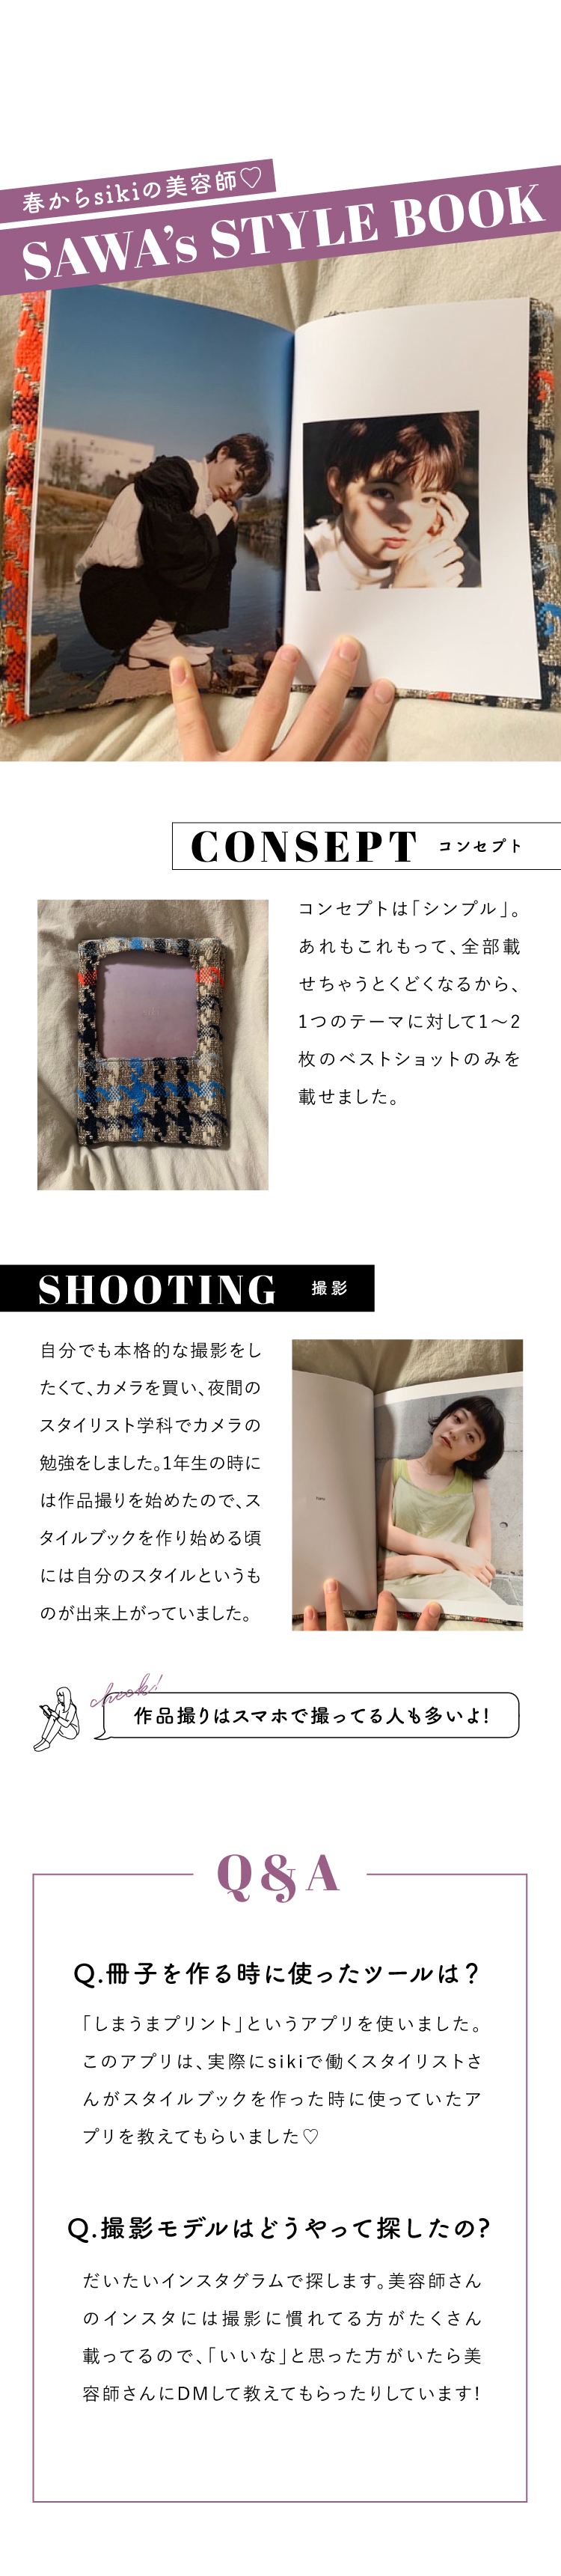 春からsikiの美容師♡
SAWA's STYLE BOOK
CONSEPT コンセプト
コンセプトは「シンプル」。
あれもこれもって、全部載
せちゃうとくどくなるから、
1つのテーマに対して1〜2
枚のベストショットのみを
載せました。
SHOOTING 撮影
自分でも本格的な撮影をし
たくて、カメラを買い、夜間の
スタイリスト学科でカメラの
勉強をしました。1年生の時に
は作品撮りを始めたので、ス
タイルブックを作り始める頃
には自分のスタイルというも
のが出来上がっていました。
check!
作品撮りはスマホで撮ってる人も多いよ!
Q&A
Q.冊子を作る時に使ったツールは？
「しまうまプリント」というアプリを使いました。
このアプリは、実際にsikiで働くスタイリストさ
んがスタイルブックを作った時に使っていたア
プリを教えてもらいました♡
Q.撮影モデルはどうやって探したの?
だいたいインスタグラムで探します。美容師さん
のインスタには撮影に慣れてる方がたくさん
載ってるので、「いいな」と思った方がいたら美
容師さんにDMして教えてもらったりしています!